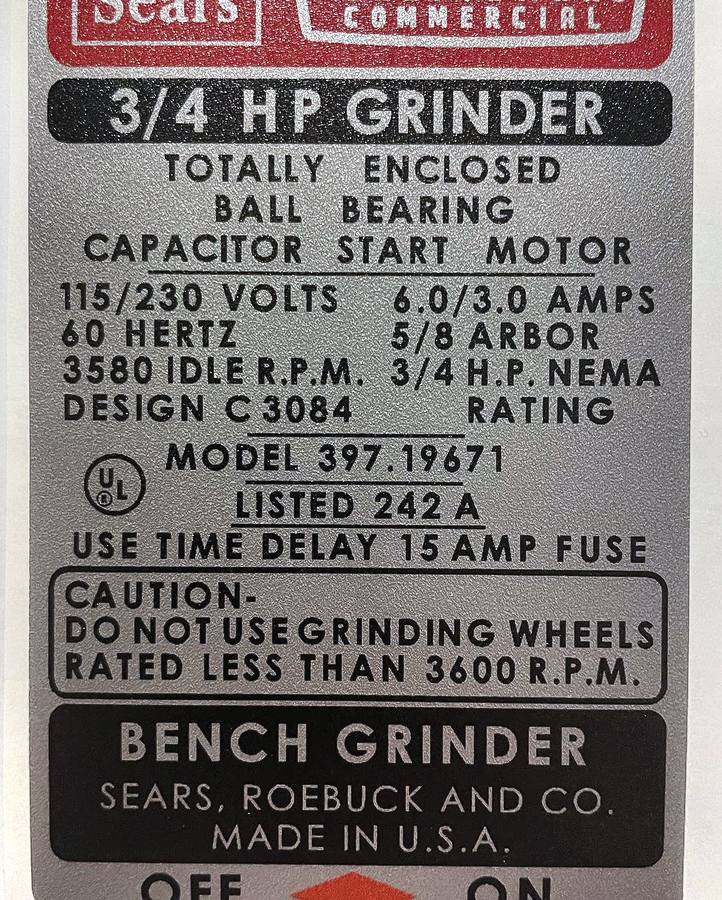 Sears
COMMERCIAL
3/4 HP GRINDER
TOTALLY ENCLOSED
BALL BEARING
CAPACITOR START MOTOR
115/230 VOLTS 6.0/3.0 AMPS
60 HERTZ 5/8 ARBOR
3580 IDLE R.P.M. 3/4 H.P. NEMA
DESIGN C3084 RATING
MODEL 397.19671
UL ®
LISTED 242 A
USE TIME DELAY 15 AMP FUSE
CAUTION-
DO NOT USE GRINDING WHEELS
RATED LESS THAN 3600 R.P.M.
BENCH GRINDER
SEARS, ROEBUCK AND CO.
MADE IN U.S.A.
OFF ON